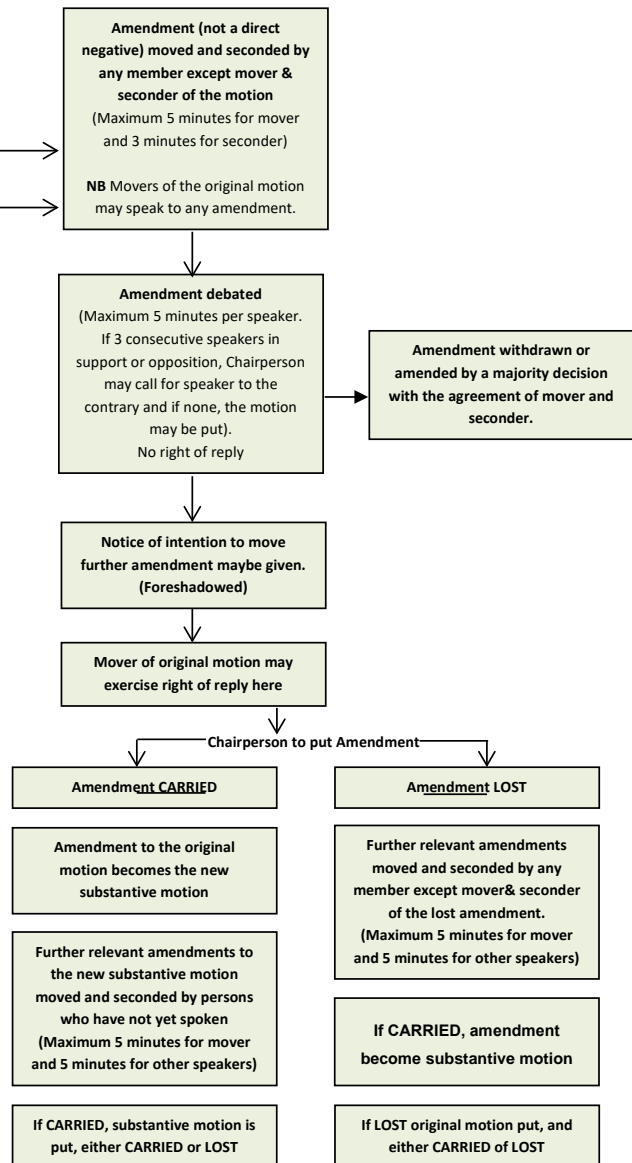 Amendment (not a direct
negative) moved and seconded by
any member except mover &
seconder of the motion
(Maximum 5 minutes for mover
and 3 minutes for seconder)
NB Movers of the original motion
may speak to any amendment.
Amendment debated
(Maximum 5 minutes per speaker.
If 3 consecutive speakers in
support or opposition, Chairperson
may call for speaker to the
contrary and if none, the motion
may be put).
No right of reply
Amendment withdrawn or
amended by a majority decision
with the agreement of mover and
seconder.
Notice of intention to move
further amendment maybe given.
(Foreshadowed)
Mover of original motion may
exercise right of reply here
Chairperson to put Amendment
Amendment CARRIED
Amendment to the original
motion becomes the new
substantive motion
Further relevant amendments to
the new substantive motion
moved and seconded by persons
who have not yet spoken
(Maximum 5 minutes for mover
and 5 minutes for other speakers)
If CARRIED, substantive motion is
put, either CARRIED or LOST
Amendment LOST
Further relevant amendments
moved and seconded by any
member except mover& seconder
of the lost amendment.
(Maximum 5 minutes for mover
and 5 minutes for other speakers)
If CARRIED, amendment
become substantive motion
If LOST original motion put, and
either CARRIED of LOST